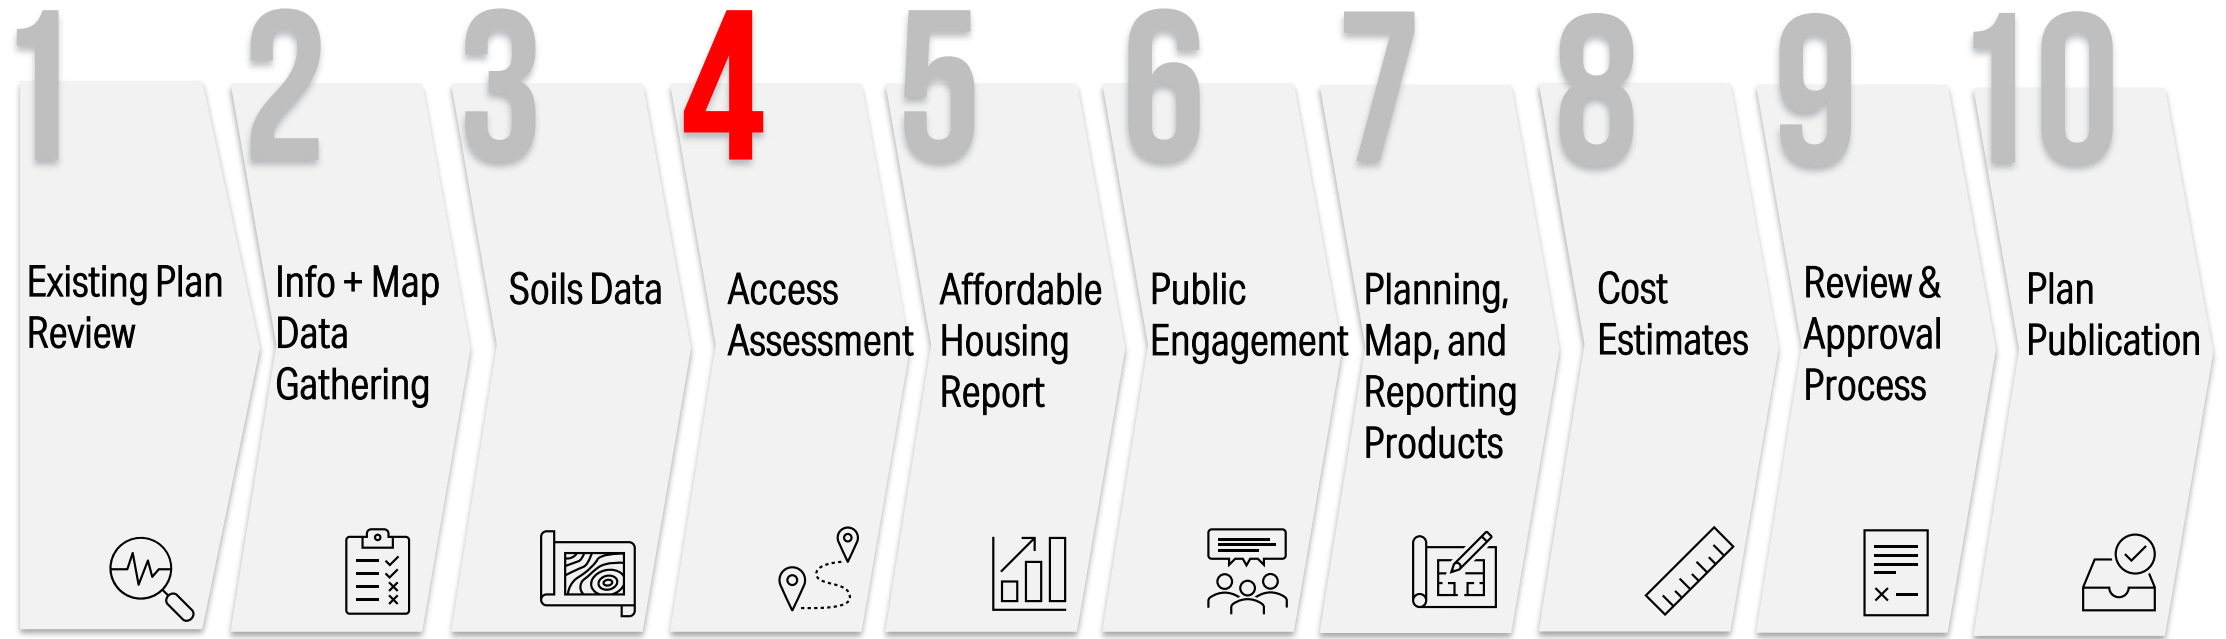 1
Existing Plan
Review
2
Info + Map
Data
Gathering
3
Soils Data
4
Access
Assessment
5
Affordable
Housing
Report
6
Public
Engagement
7
Planning,
Map, and
Reporting
Products
8
Cost
Estimates
9
Review &
Approval
Process
10
Plan
Publication